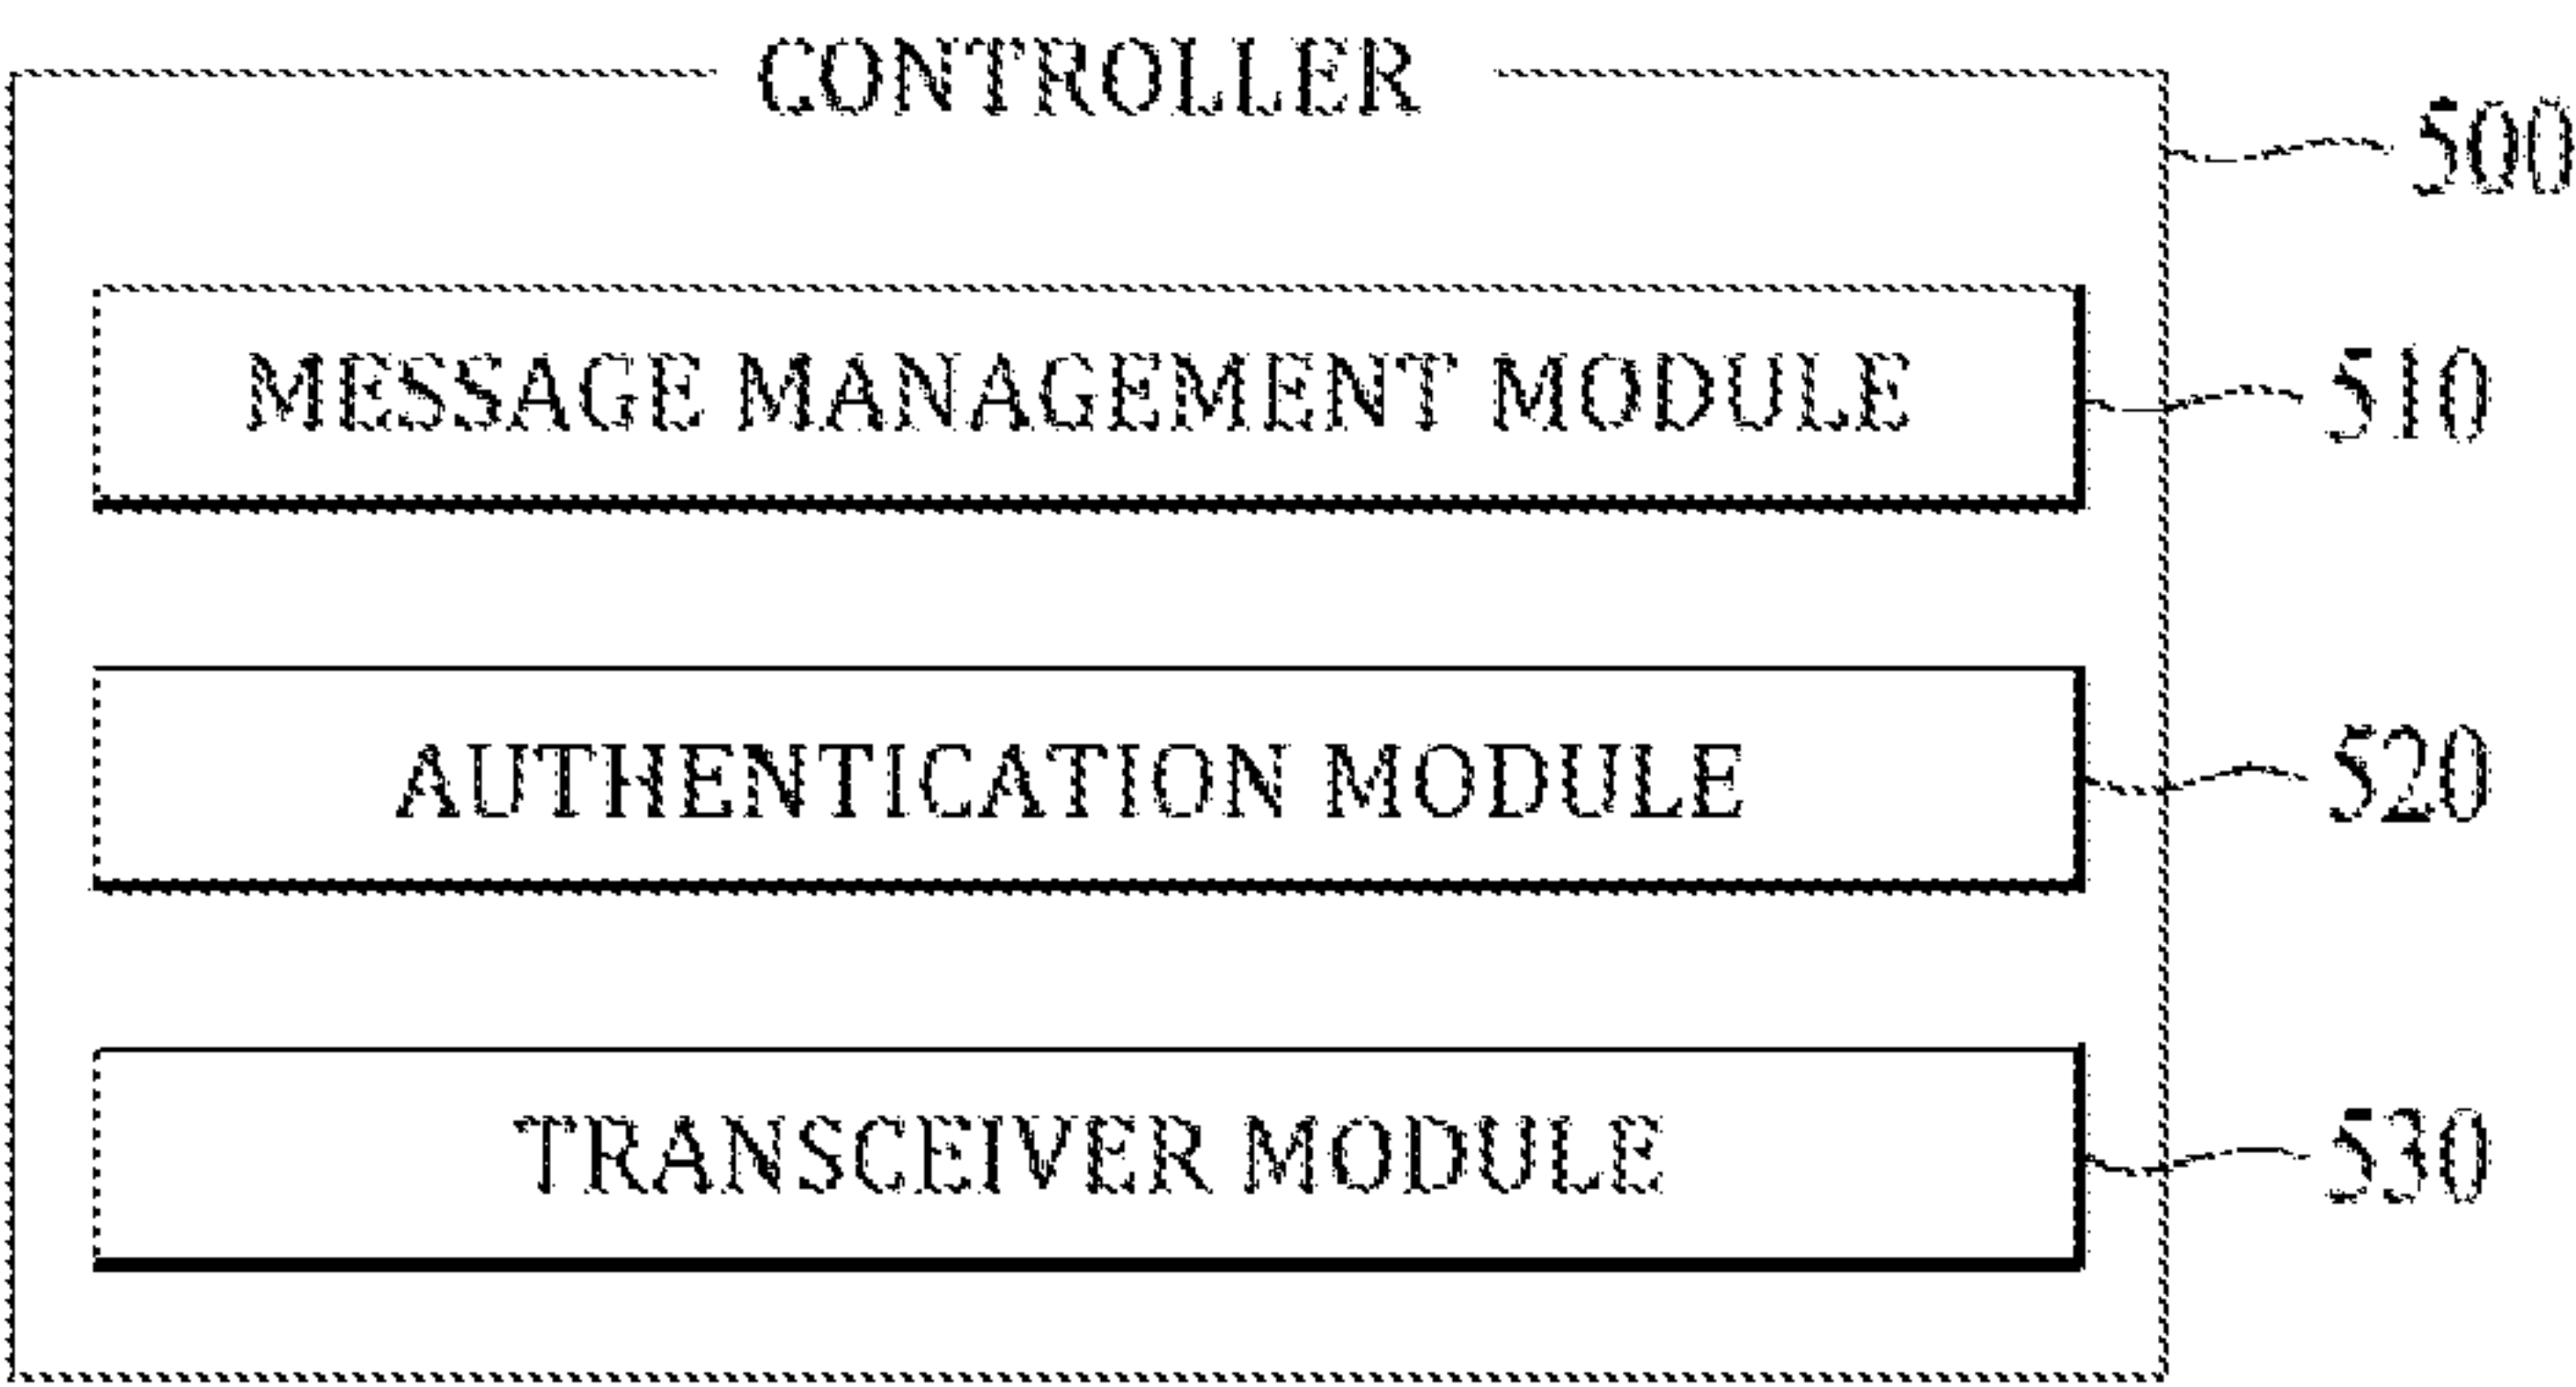 CONTROLLER
500
MESSAGE MANAGEMENT MODULE 510
AUTHENTICATION MODULE 520
TRANSCEIVER MODULE 530